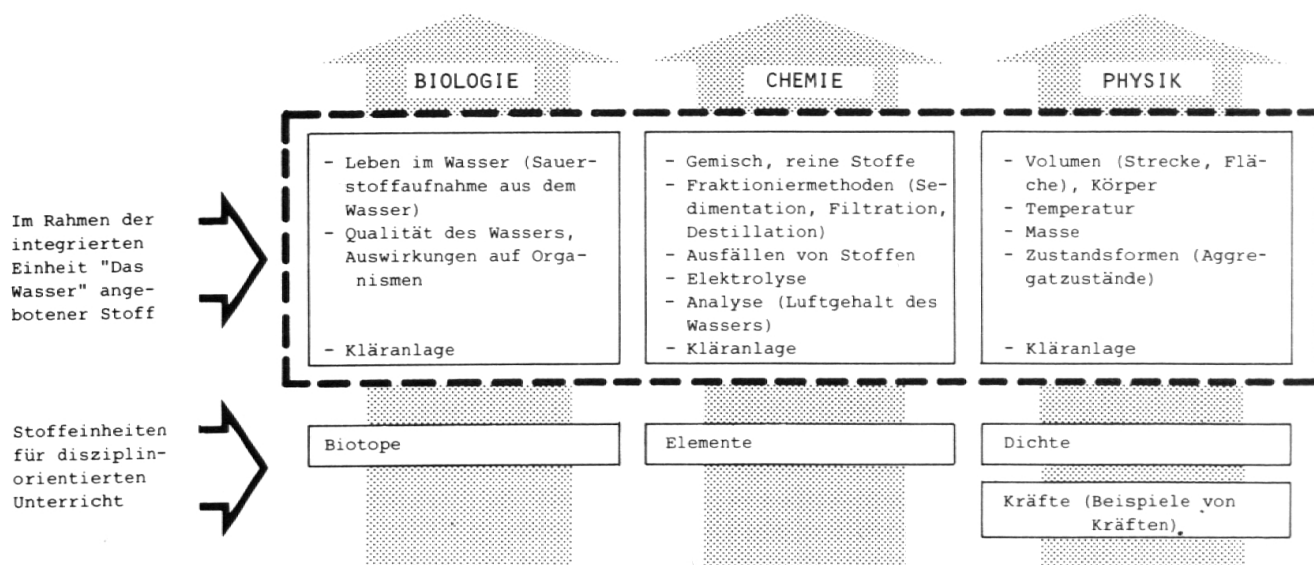 BIOLOGIE
CHEMIE
PHYSIK
Im Rahmen der
integrierten
Einheit "Das
Wasser" ange-
botener Stoff
- Leben im Wasser (Sauer-
stoffaufnahme aus dem
Wasser)
- Qualität des Wassers,
Auswirkungen auf Orga-
nismen
- Kläranlage
- Gemisch, reine Stoffe
- Fraktioniermethoden (Se-
dimentation, Filtration,
Destillation)
- Ausfällen von Stoffen
- Elektrolyse
- Analyse (Luftgehalt des
Wassers)
- Kläranlage
- Volumen (Strecke, Flä-
che), Körper
- Temperatur
- Masse
- Zustandsformen (Aggre-
gatzustände)
- Kläranlage
Stoffeinheiten
für disziplin-
orientierten
Unterricht
Biotope
Elemente
Dichte
Kräfte (Beispiele von
Kräften)